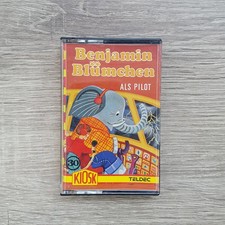 Benjamin
Blümchen
ALS PILOT
30
KIOSK
TELDEC